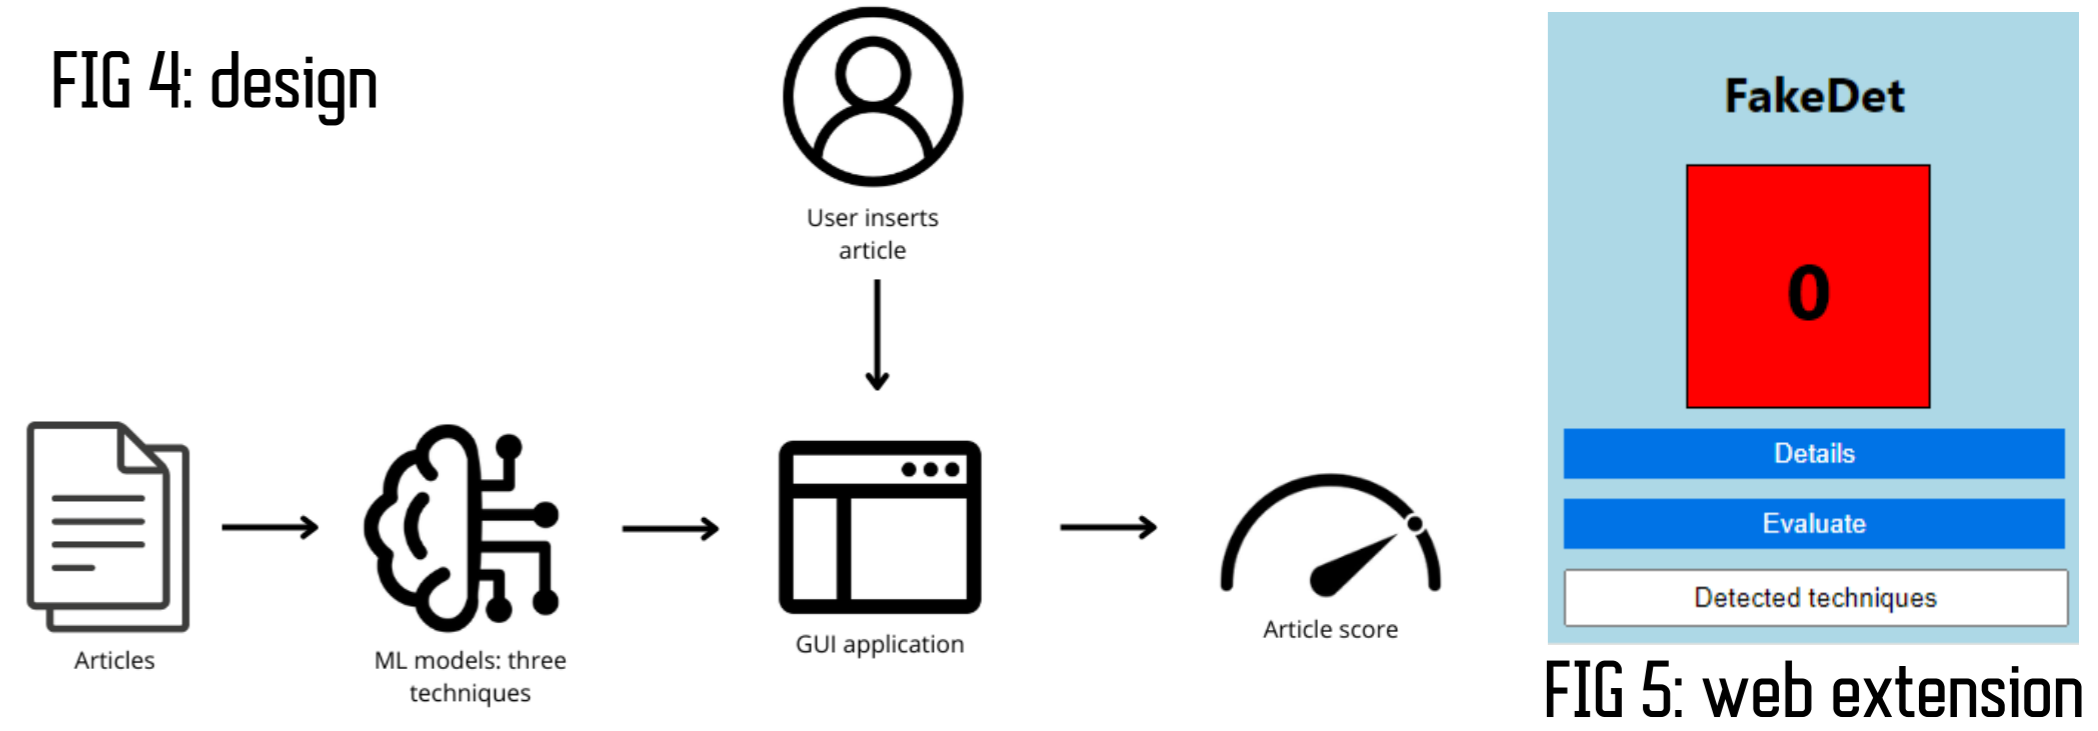 FIG 4: design
User inserts
article
Articles
ML models: three
techniques
GUI application
Article score
FakeDet
0
Details
Evaluate
Detected techniques
FIG 5: web extension